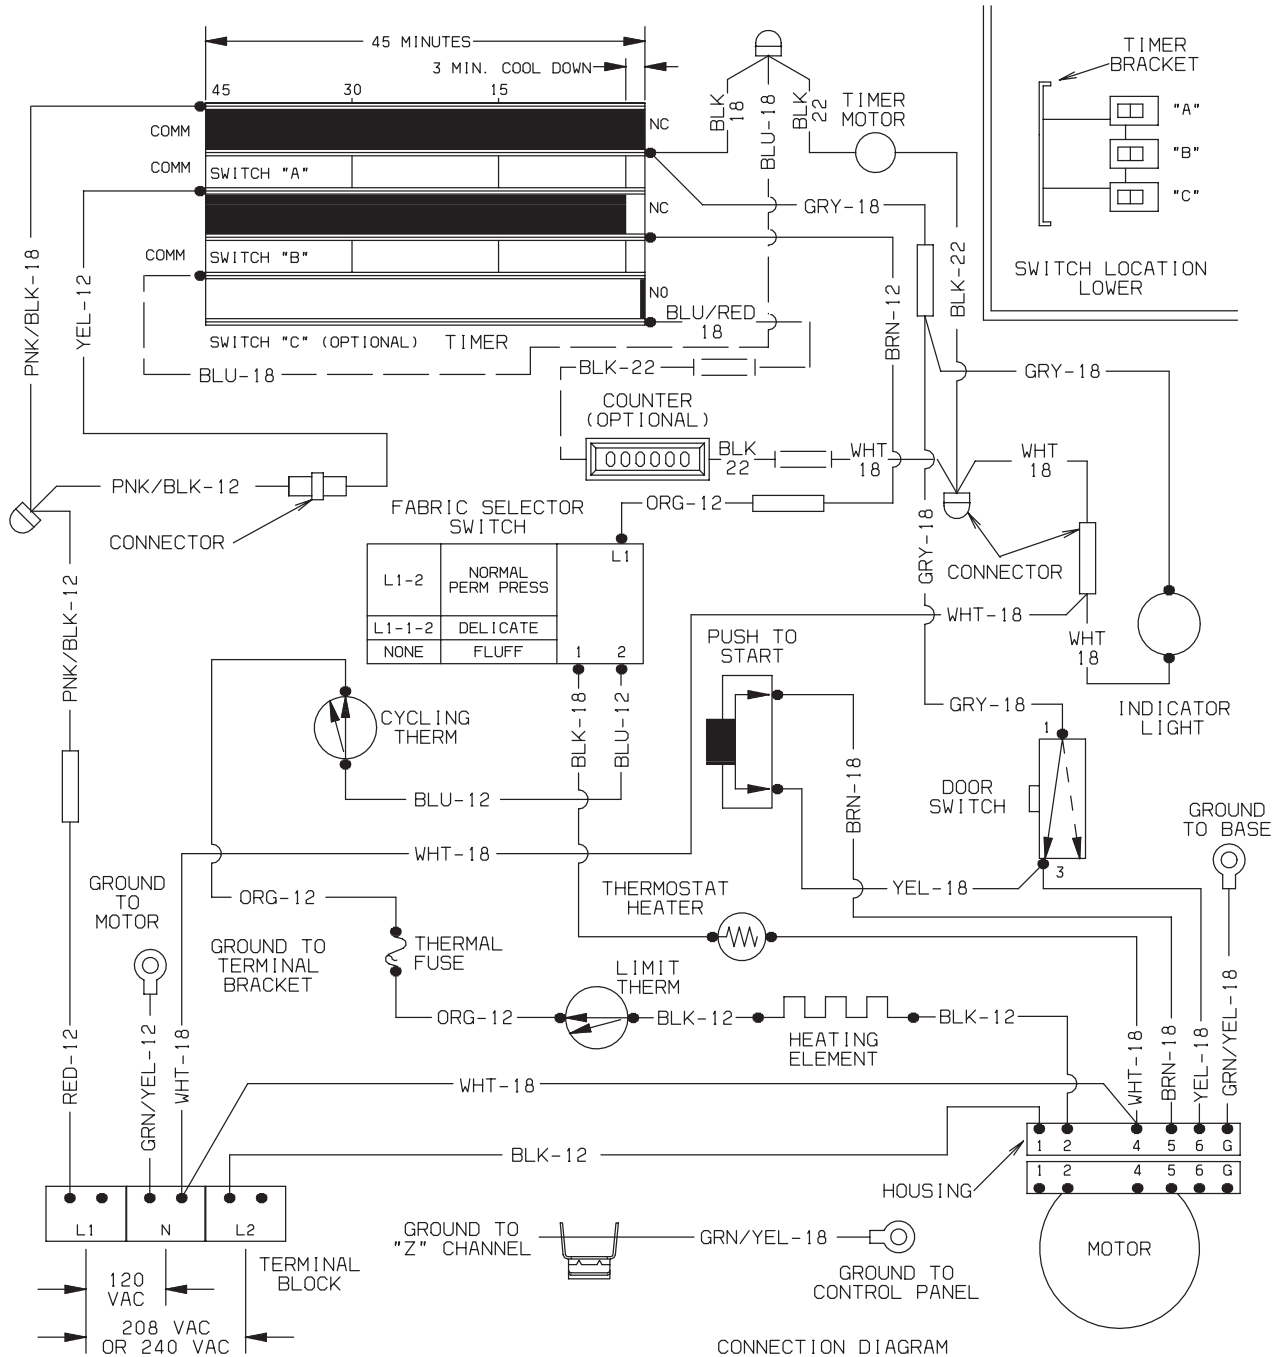 45 MINUTES
3 MIN. COOL DOWN
45 30 15
COMM
NC
COMM
SWITCH "A"
NC
COMM
SWITCH "B"
NO
SWITCH "C" (OPTIONAL)
TIMER
BLU/RED
18
BLU-18
BLK-22
BLK
18
BLU-18
BLK
22
TIMER
MOTOR
GRY-18
BRN-12
BLK-22
TIMER
BRACKET
"A"
"B"
"C"
SWITCH LOCATION
LOWER
PNK/BLK-18
YEL-12
PNK/BLK-12
CONNECTOR
COUNTER
(OPTIONAL)
000000
BLK
22
WHT
18
WHT
18
GRY-18
ORG-12
FABRIC SELECTOR
SWITCH
L1
L1-2
NORMAL
PERM PRESS
L1-1-2
DELICATE
NONE
FLUFF
1
2
GRY-18
CONNECTOR
WHT-18
WHT
18
INDICATOR
LIGHT
PNK/BLK-12
CYCLING
THERM
BLU-12
BLK-18
BLU-12
PUSH TO
START
BRN-18
GRY-18
1
DOOR
SWITCH
3
YEL-18
GROUND
TO BASE
WHT-18
GROUND
TO
MOTOR
ORG-12
GROUND TO
TERMINAL
BRACKET
THERMAL
FUSE
THERMOSTAT
HEATER
LIMIT
THERM
ORG-12
BLK-12
HEATING
ELEMENT
BLK-12
RED-12
GRN/YEL-12
WHT-18
WHT-18
WHT-18
BRN-18
YEL-18
GRN/YEL-18
BLK-12
1 2 4 5 6 G
1 2 4 5 6 G
HOUSING
MOTOR
L1 N L2
TERMINAL
BLOCK
120
VAC
208 VAC
OR 240 VAC
GROUND TO
"Z" CHANNEL
GRN/YEL-18
GROUND TO
CONTROL PANEL
CONNECTION DIAGRAM